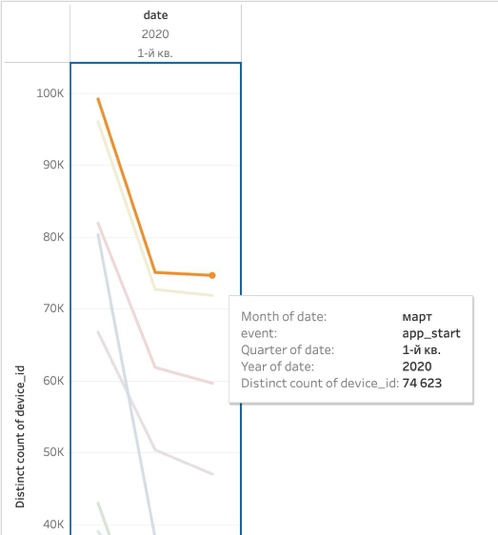 date
2020
1-й кв.
100K
90K
80K
70K
60K
50K
40K
Distinct count of device_id
Month of date: март
event: app_start
Quarter of date: 1-й кв.
Year of date: 2020
Distinct count of device_id: 74 623